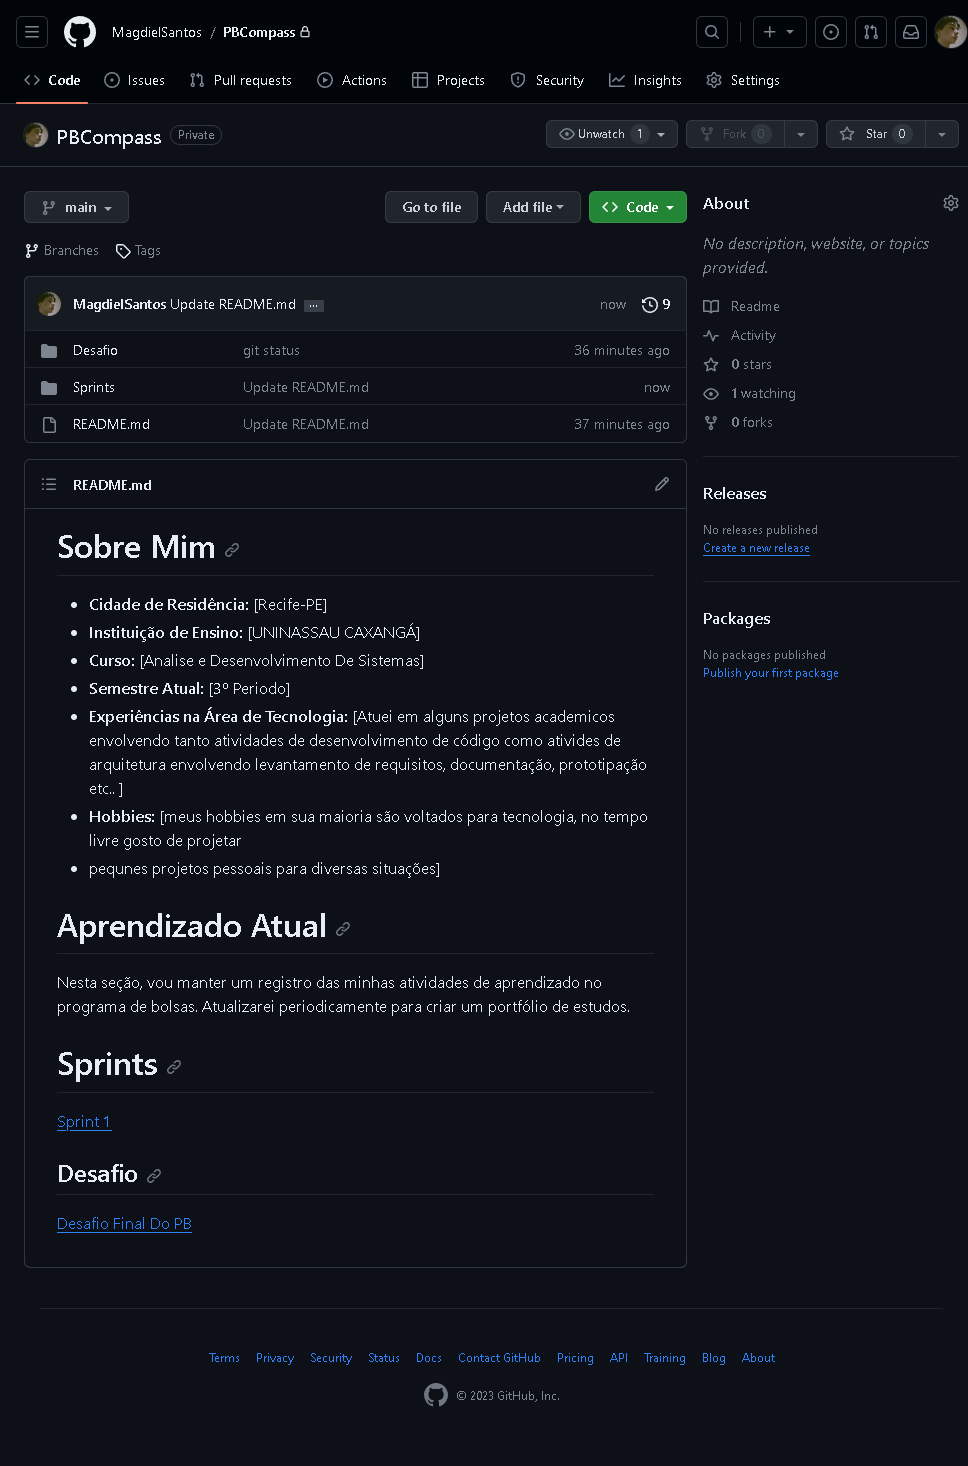 MagdielSantos / PBCompass
Code Issues Pull requests Actions Projects Security Insights Settings
PBCompass Private Unwatch 1 Fork 0 Star 0
main Go to file Add file Code
Branches Tags
MagdielSantos Update README.md ... now 9
Desafio git status 36 minutes ago
Sprints Update README.md now
README.md Update README.md 37 minutes ago
README.md
Sobre Mim
Cidade de Residência: [Recife-PE]
Instituição de Ensino: [UNINASSAU CAXANGÁ]
Curso: [Analise e Desenvolvimento De Sistemas]
Semestre Atual: [3º Periodo]
Experiências na Área de Tecnologia: [Atuei em alguns projetos academicos
envolvendo tanto atividades de desenvolvimento de código como ativides de
arquitetura envolvendo levantamento de requisitos, documentação, prototipação
etc.. ]
Hobbies: [meus hobbies em sua maioria são voltados para tecnologia, no tempo
livre gosto de projetar
pequnes projetos pessoais para diversas situações]
Aprendizado Atual
Nesta seção, vou manter um registro das minhas atividades de aprendizado no
programa de bolsas. Atualizarei periodicamente para criar um portfólio de estudos.
Sprints
Sprint 1
Desafio
Desafio Final Do PB
About
No description, website, or topics
provided.
Readme
Activity
0 stars
1 watching
0 forks
Releases
No releases published
Create a new release
Packages
No packages published
Publish your first package
Terms Privacy Security Status Docs Contact GitHub Pricing API Training Blog About
© 2023 GitHub, Inc.